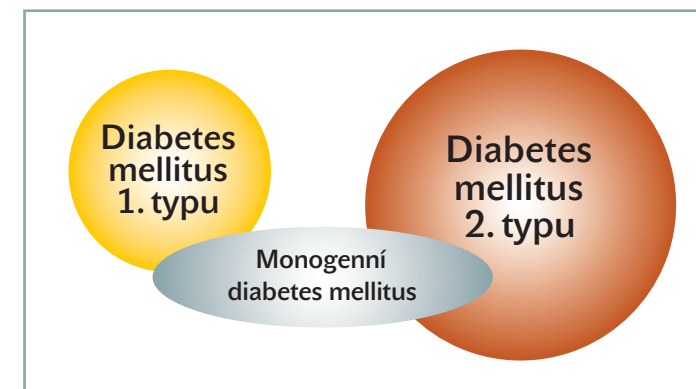 Diabetes
mellitus
1. typu
Diabetes
mellitus
2. typu
Monogenní
diabetes mellitus